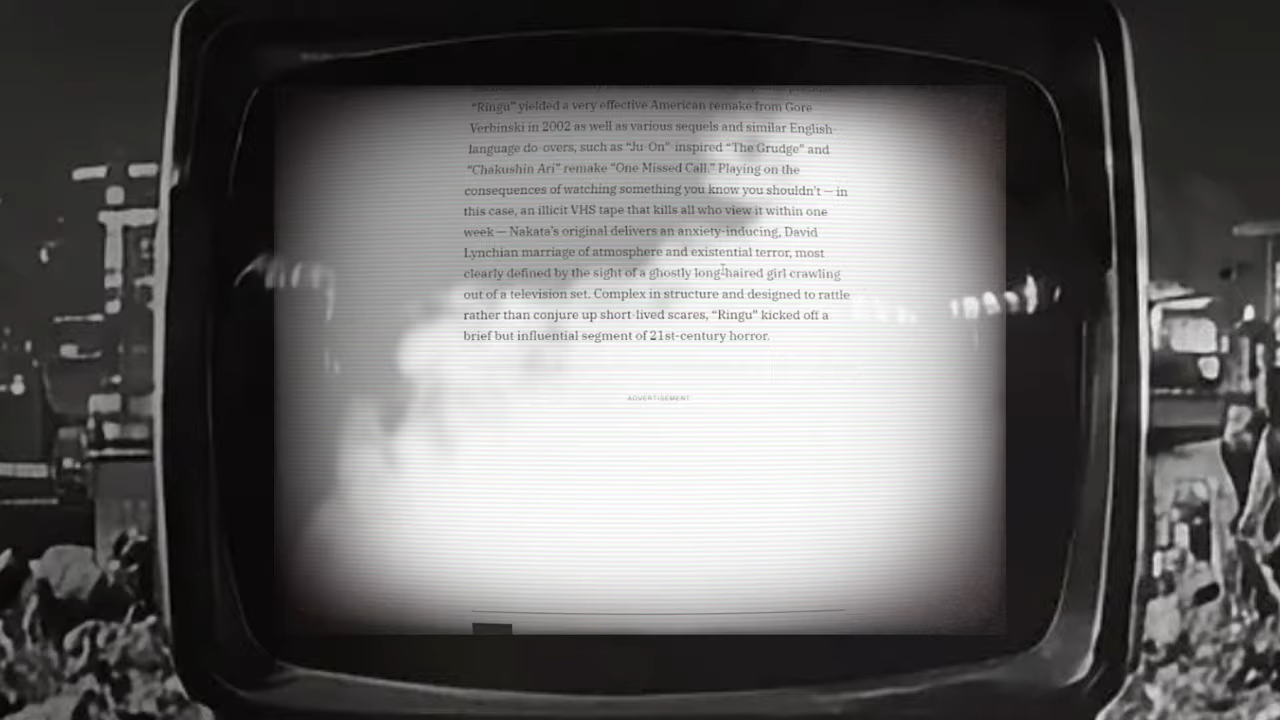 “Ringu” yielded a very effective American remake from Gore
Verbinski in 2002 as well as various sequels and similar English-
language do-overs, such as “Ju-On”-inspired “The Grudge” and
“Chakushin Ari” remake “One Missed Call.” Playing on the
consequences of watching something you know you shouldn’t — in
this case, an illicit VHS tape that kills all who view it within one
week — Nakata’s original delivers an anxiety-inducing, David
Lynchian marriage of atmosphere and existential terror, most
clearly defined by the sight of a ghostly long-haired girl crawling
out of a television set. Complex in structure and designed to rattle
rather than conjure up short-lived scares, “Ringu” kicked off a
brief but influential segment of 21st-century horror.
ADVERTISEMENT